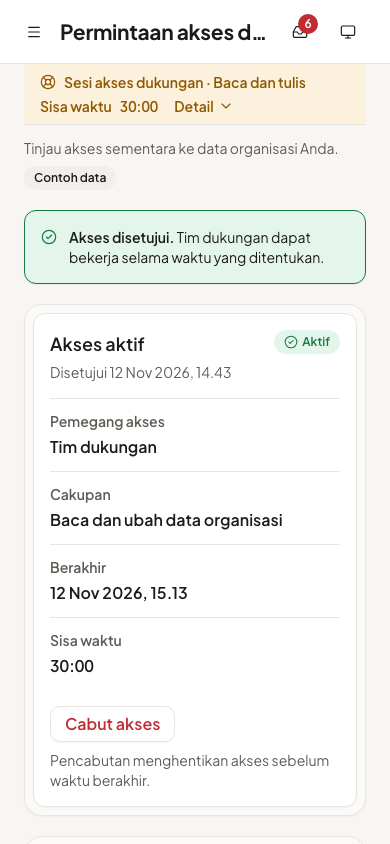 Permintaan akses d...
6
Sesi akses dukungan · Baca dan tulis
Sisa waktu 30:00 Detail
Tinjau akses sementara ke data organisasi Anda.
Contoh data
Akses disetujui. Tim dukungan dapat
bekerja selama waktu yang ditentukan.
Akses aktif
Aktif
Disetujui 12 Nov 2026, 14.43
Pemegang akses
Tim dukungan
Cakupan
Baca dan ubah data organisasi
Berakhir
12 Nov 2026, 15.13
Sisa waktu
30:00
Cabut akses
Pencabutan menghentikan akses sebelum
waktu berakhir.